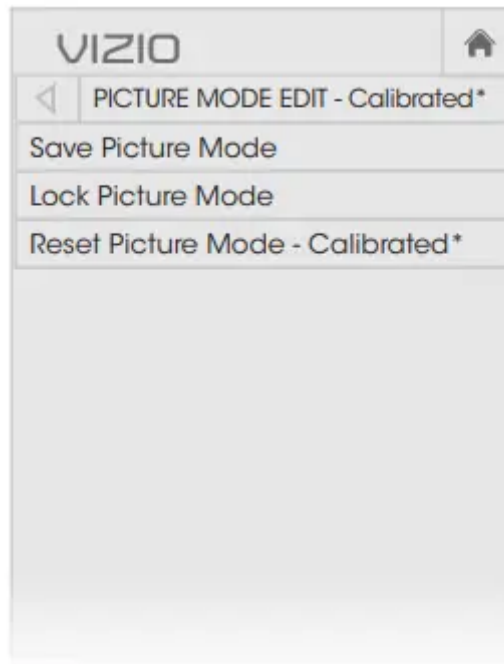 VIZIO
PICTURE MODE EDIT - Calibrated*
Save Picture Mode
Lock Picture Mode
Reset Picture Mode - Calibrated*